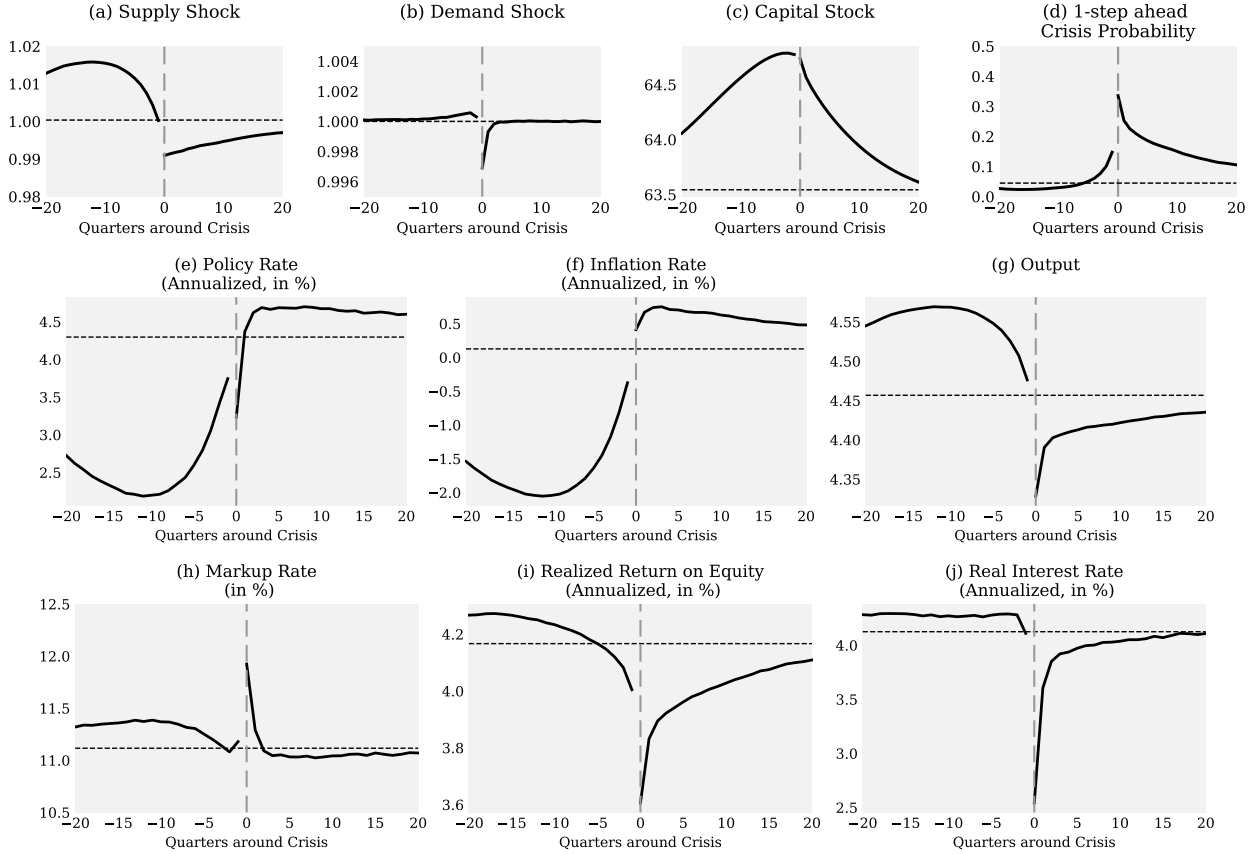 (a) Supply Shock
1.02
1.01
1.00
0.99
0.98
−20 −10 0 10 20
Quarters around Crisis
(b) Demand Shock
1.004
1.002
1.000
0.998
0.996
−20 −10 0 10 20
Quarters around Crisis
(c) Capital Stock
64.5
64.0
63.5
−20 −10 0 10 20
Quarters around Crisis
(d) 1-step ahead
Crisis Probability
0.5
0.4
0.3
0.2
0.1
0.0
−20 −10 0 10 20
Quarters around Crisis
(e) Policy Rate
(Annualized, in %)
4.5
4.0
3.5
3.0
2.5
−20 −15 −10 −5 0 5 10 15 20
Quarters around Crisis
(f) Inflation Rate
(Annualized, in %)
0.5
0.0
−0.5
−1.0
−1.5
−2.0
−20 −15 −10 −5 0 5 10 15 20
Quarters around Crisis
(g) Output
4.55
4.50
4.45
4.40
4.35
−20 −15 −10 −5 0 5 10 15 20
Quarters around Crisis
(h) Markup Rate
(in %)
12.5
12.0
11.5
11.0
10.5
−20 −15 −10 −5 0 5 10 15 20
Quarters around Crisis
(i) Realized Return on Equity
(Annualized, in %)
4.2
4.0
3.8
3.6
−20 −15 −10 −5 0 5 10 15 20
Quarters around Crisis
(j) Real Interest Rate
(Annualized, in %)
4.0
3.5
3.0
2.5
−20 −15 −10 −5 0 5 10 15 20
Quarters around Crisis